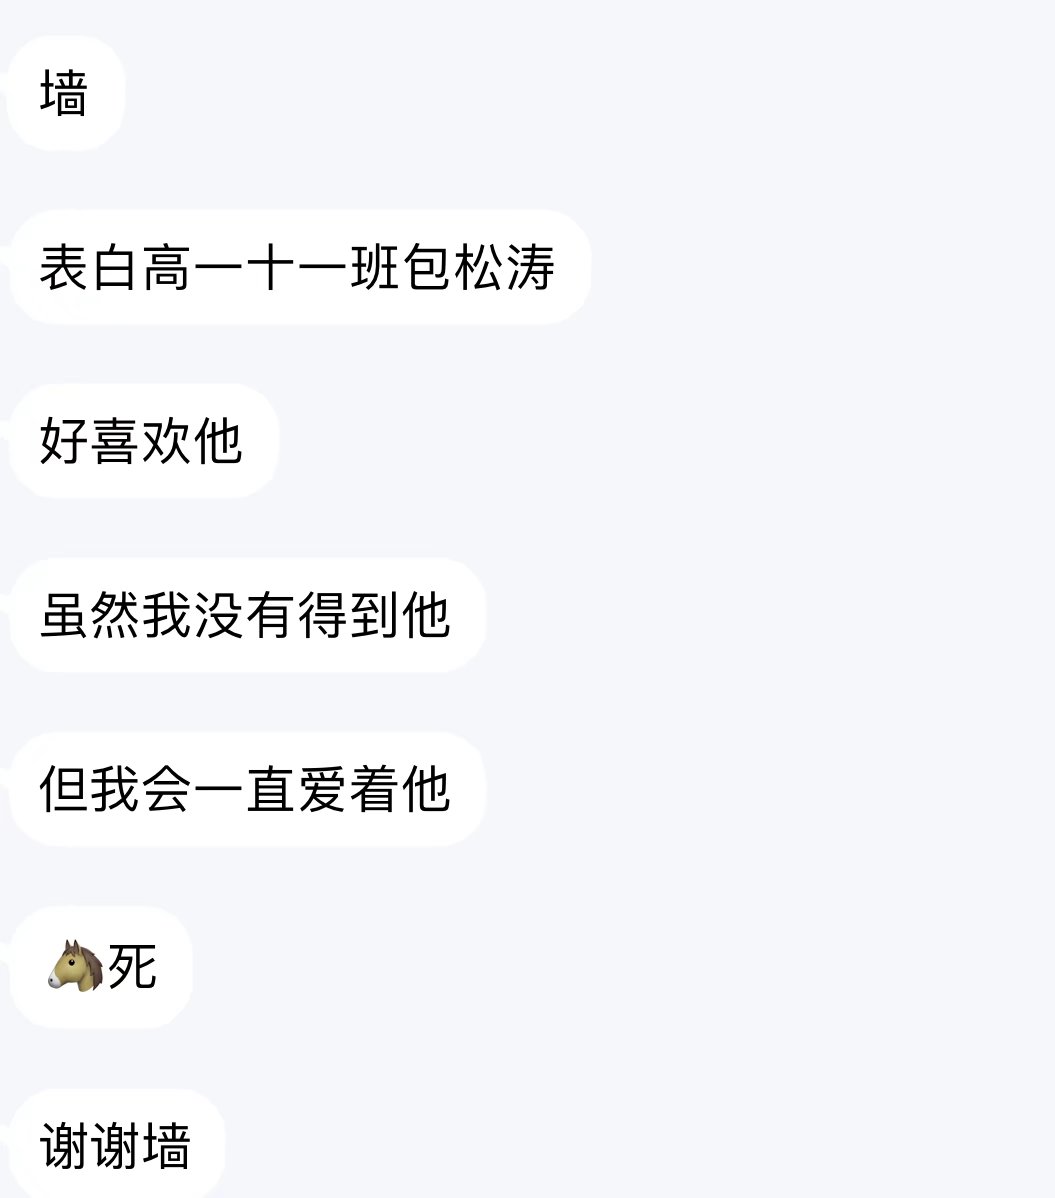 墙
表白高一十一班包松涛
好喜欢他
虽然我没有得到他
但我会一直爱着他
🐴死
谢谢墙